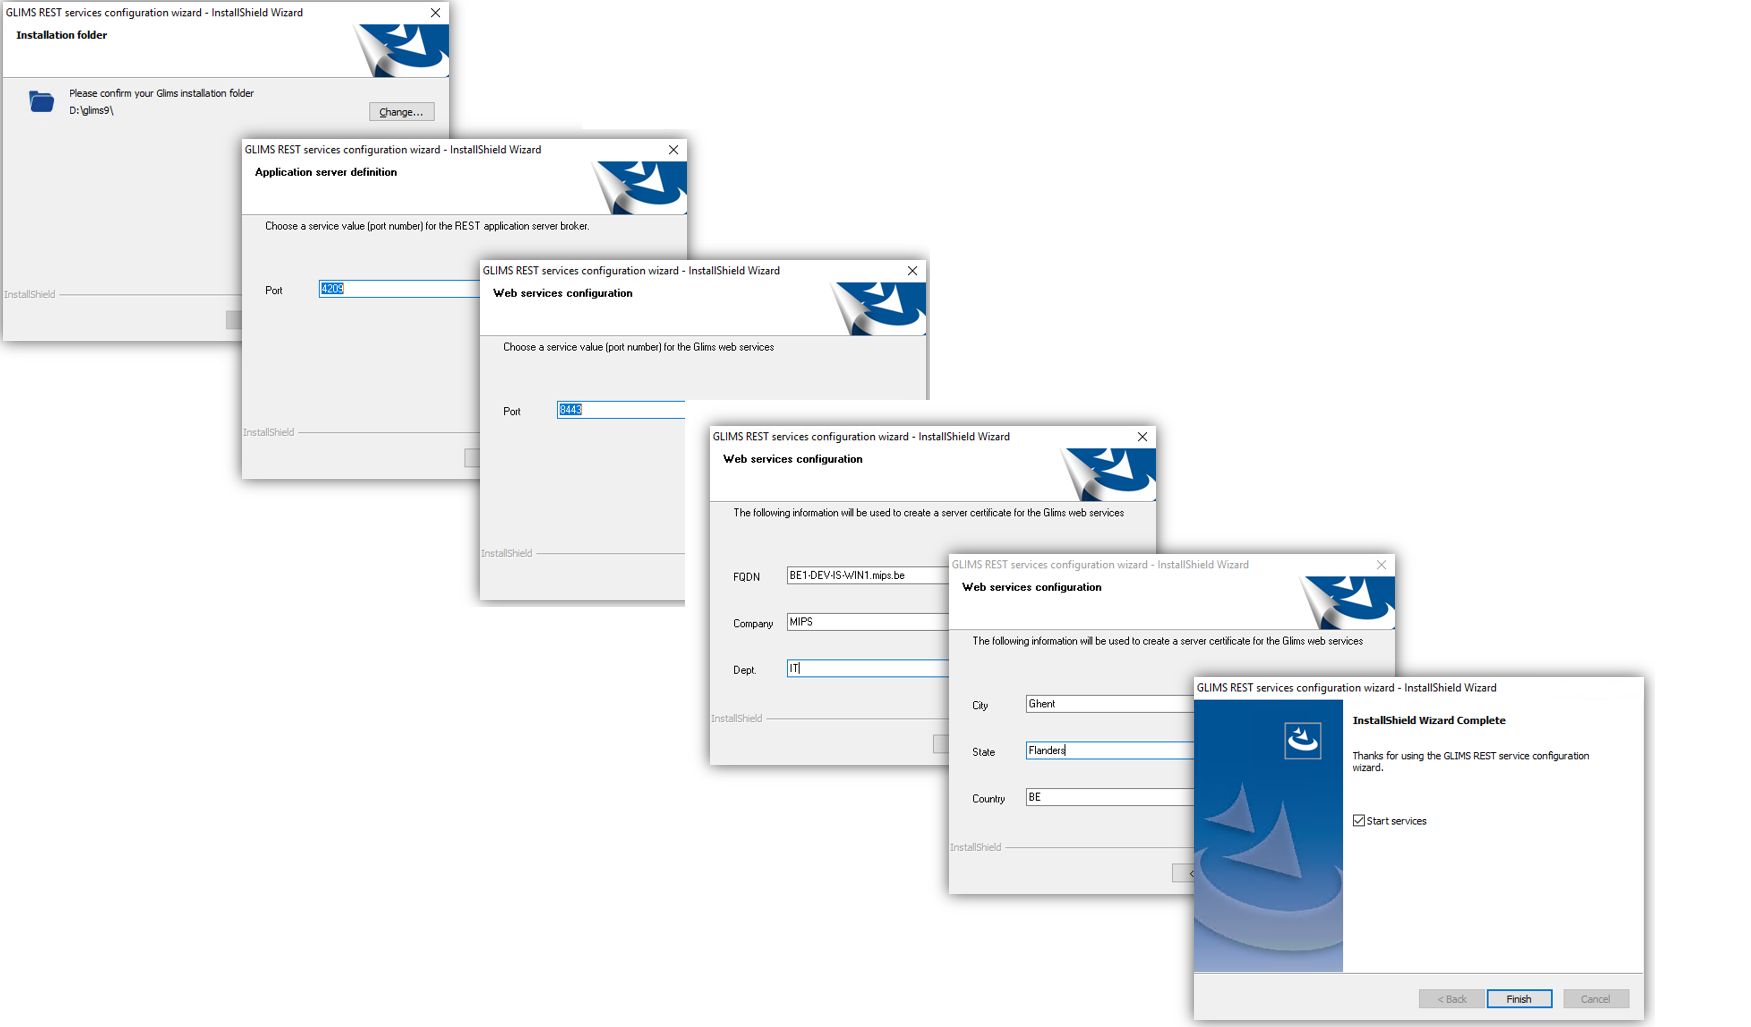 GLIMS REST services configuration wizard - InstallShield Wizard
Installation folder
Please confirm your Glims installation folder
D:\glims9\
Change...
InstallShield
GLIMS REST services configuration wizard - InstallShield Wizard
Application server definition
Choose a service value (port number) for the REST application server broker.
Port 4209
InstallShield
GLIMS REST services configuration wizard - InstallShield Wizard
Web services configuration
Choose a service value (port number) for the Glims web services
Port 8443
InstallShield
GLIMS REST services configuration wizard - InstallShield Wizard
Web services configuration
The following information will be used to create a server certificate for the Glims web services
FQDN BE1-DEV-IS-WIN1.mips.be
Company MIPS
Dept. IT
InstallShield
GLIMS REST services configuration wizard - InstallShield Wizard
Web services configuration
The following information will be used to create a server certificate for the Glims web services
City Ghent
State Flanders
Country BE
InstallShield
<
GLIMS REST services configuration wizard - InstallShield Wizard
InstallShield Wizard Complete
Thanks for using the GLIMS REST service configuration
wizard.
Start services
< Back Finish Cancel